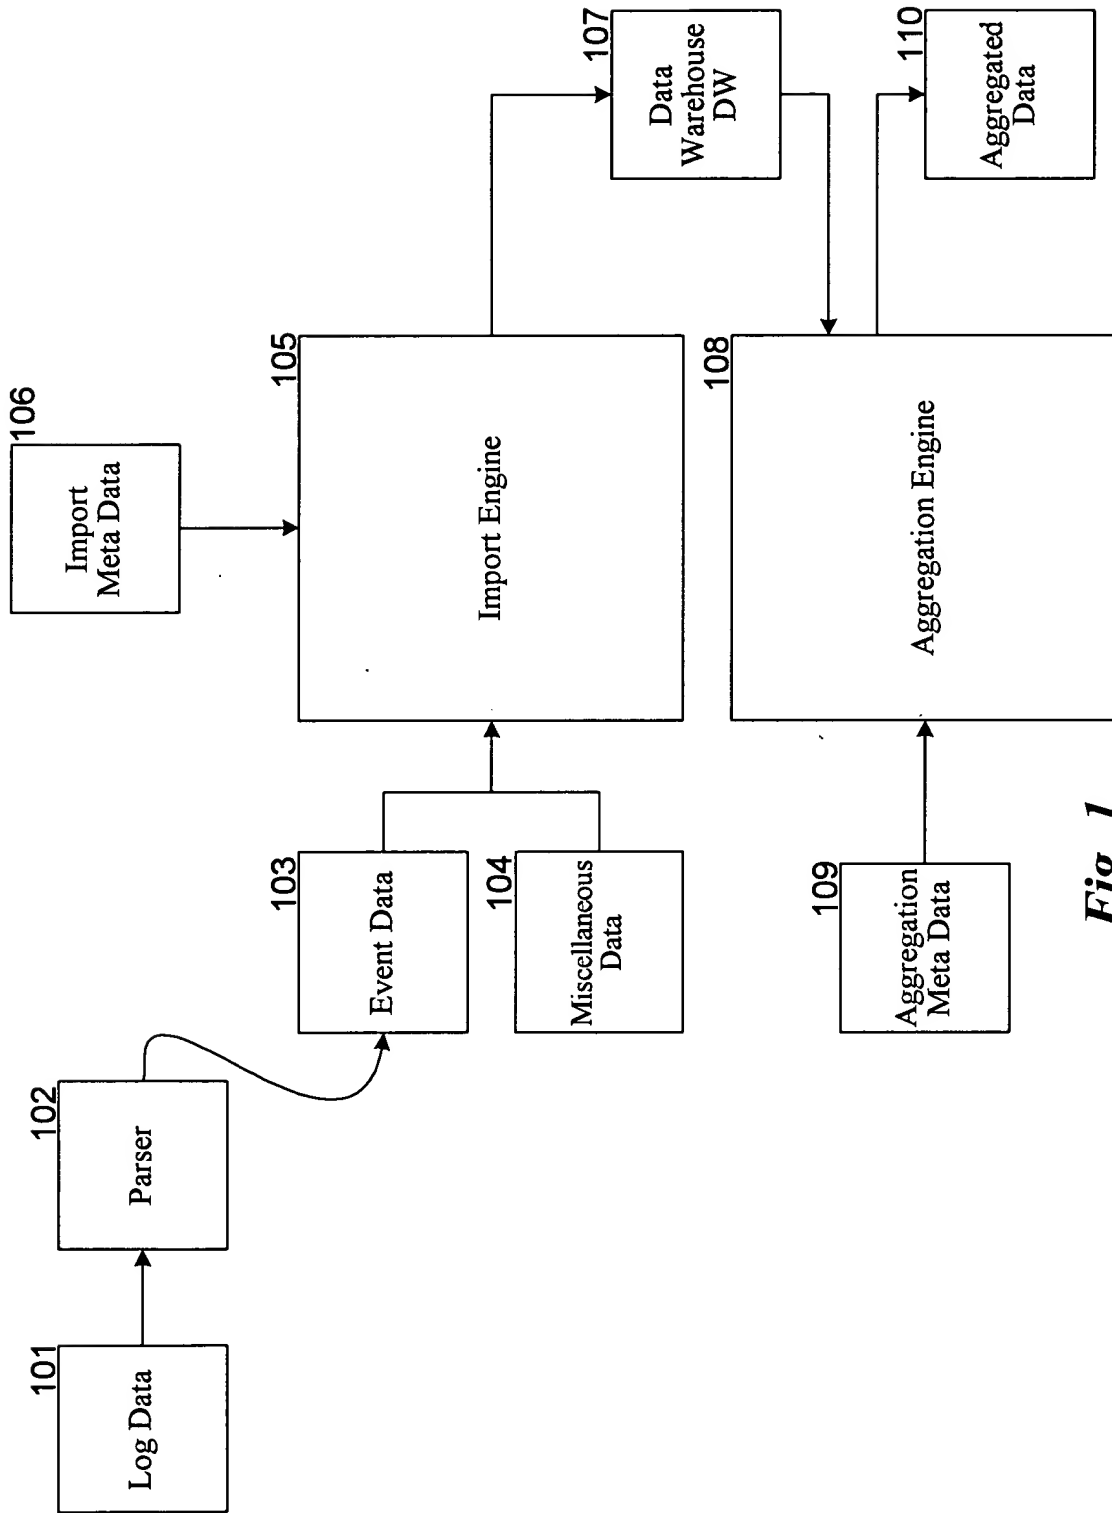 101
Log Data
102
Parser
103
Event Data
104
Miscellaneous
Data
105
Import Engine
106
Import
Meta Data
107
Data
Warehouse
DW
108
Aggregation Engine
109
Aggregation
Meta Data
110
Aggregated
Data
Fig. 1